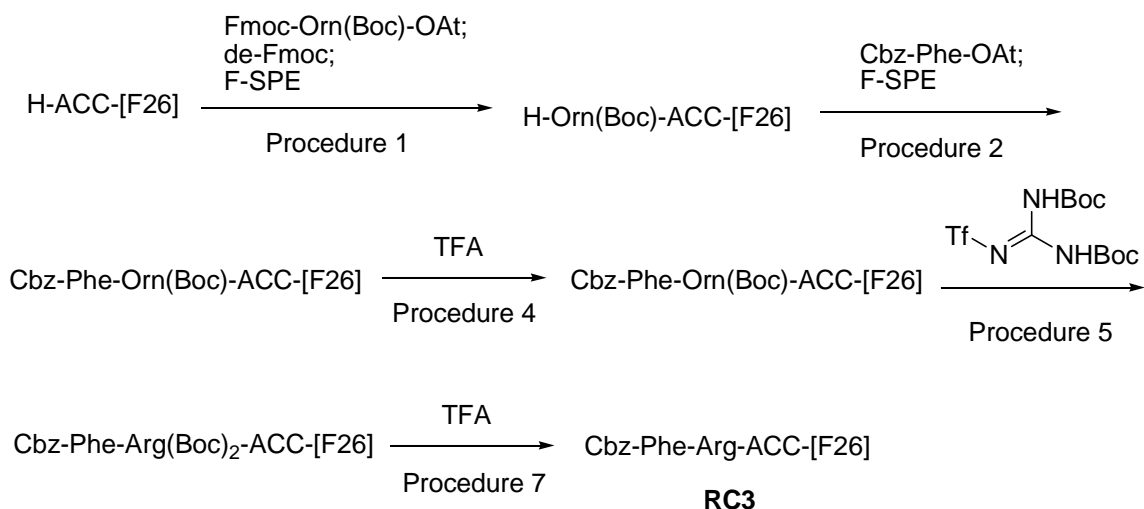 Fmoc-Orn(Boc)-OAt;
de-Fmoc;
F-SPE
H-ACC-[F26]
Procedure 1
H-Orn(Boc)-ACC-[F26]
Cbz-Phe-OAt;
F-SPE
Procedure 2
Cbz-Phe-Orn(Boc)-ACC-[F26]
TFA
Procedure 4
Cbz-Phe-Orn(Boc)-ACC-[F26]
NHBoc
Tf
N
NHBoc
Procedure 5
Cbz-Phe-Arg(Boc)₂-ACC-[F26]
TFA
Procedure 7
Cbz-Phe-Arg-ACC-[F26]
RC3